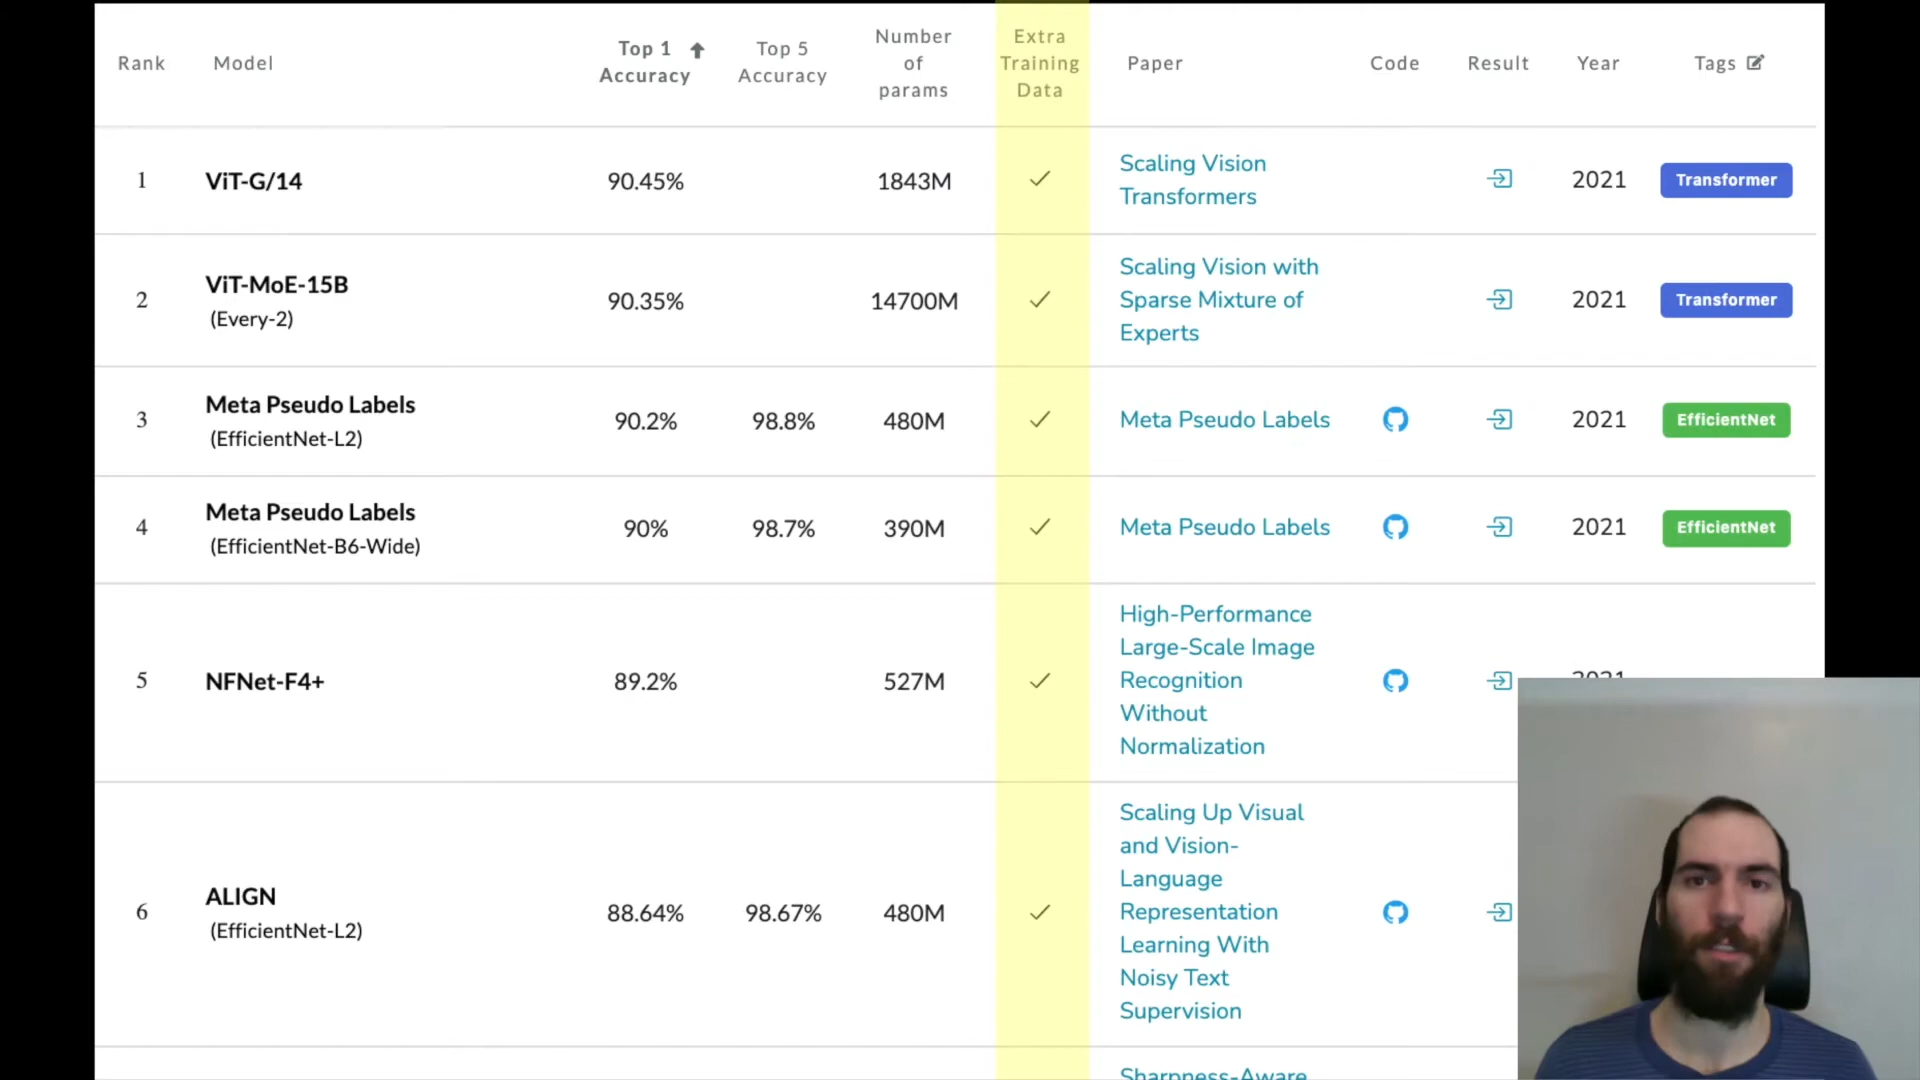 Rank Model Top 1 Accuracy Top 5 Accuracy Number of params Extra Training Data Paper Code Result Year Tags
1 ViT-G/14 90.45% 1843M ✓ Scaling Vision Transformers 2021 Transformer
2 ViT-MoE-15B (Every-2) 90.35% 14700M ✓ Scaling Vision with Sparse Mixture of Experts 2021 Transformer
3 Meta Pseudo Labels (EfficientNet-L2) 90.2% 98.8% 480M ✓ Meta Pseudo Labels 2021 EfficientNet
4 Meta Pseudo Labels (EfficientNet-B6-Wide) 90% 98.7% 390M ✓ Meta Pseudo Labels 2021 EfficientNet
5 NFNet-F4+ 89.2% 527M ✓ High-Performance Large-Scale Image Recognition Without Normalization 2021
6 ALIGN (EfficientNet-L2) 88.64% 98.67% 480M ✓ Scaling Up Visual and Vision-Language Representation Learning With Noisy Text Supervision
Sharpness-Aware